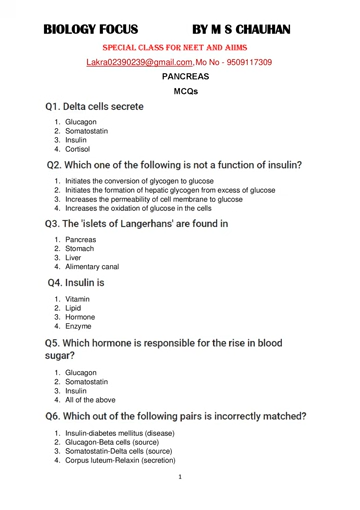 BIOLOGY FOCUS BY M S CHAUHAN
SPECIAL CLASS FOR NEET AND AIIMS
Lakra02390239@gmail.com,Mo No - 9509117309
PANCREAS
MCQs
Q1. Delta cells secrete
1. Glucagon
2. Somatostatin
3. Insulin
4. Cortisol
Q2. Which one of the following is not a function of insulin?
1. Initiates the conversion of glycogen to glucose
2. Initiates the formation of hepatic glycogen from excess of glucose
3. Increases the permeability of cell membrane to glucose
4. Increases the oxidation of glucose in the cells
Q3. The 'islets of Langerhans' are found in
1. Pancreas
2. Stomach
3. Liver
4. Alimentary canal
Q4. Insulin is
1. Vitamin
2. Lipid
3. Hormone
4. Enzyme
Q5. Which hormone is responsible for the rise in blood
sugar?
1. Glucagon
2. Somatostatin
3. Insulin
4. All of the above
Q6. Which out of the following pairs is incorrectly matched?
1. Insulin-diabetes mellitus (disease)
2. Glucagon-Beta cells (source)
3. Somatostatin-Delta cells (source)
4. Corpus luteum-Relaxin (secretion)
1